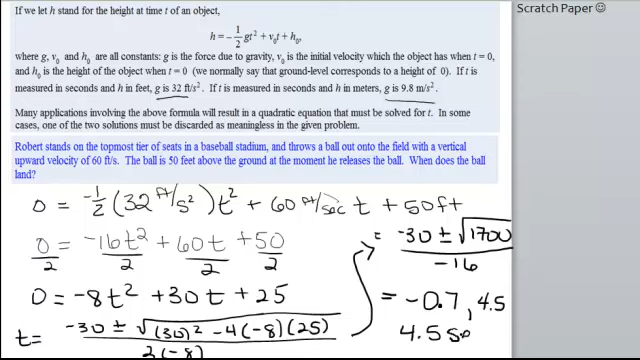 Scratch Paper
If we let h stand for the height at time t of an object,
h = -1/2 gt² + v₀t + h₀,
where g, v₀ and h₀ are all constants: g is the force due to gravity, v₀ is the initial velocity which the object has when t = 0,
and h₀ is the height of the object when t = 0 (we normally say that ground-level corresponds to a height of 0). If t is
measured in seconds and h in feet, g is 32 ft/s². If t is measured in seconds and h in meters, g is 9.8 m/s².
Many applications involving the above formula will result in a quadratic equation that must be solved for t. In some
cases, one of the two solutions must be discarded as meaningless in the given problem.
Robert stands on the topmost tier of seats in a baseball stadium, and throws a ball out onto the field with a vertical
upward velocity of 60 ft/s. The ball is 50 feet above the ground at the moment he releases the ball. When does the ball
land?
0 = -1/2 (32 ft/s²) t² + 60 ft/sec t + 50ft
0/2 = -16t²/2 + 60t/2 + 50/2
0 = -8t² + 30t + 25
t = (-30 ± √((30)² - 4(-8)(25)))/(2(-8))
= (-30 ± √1700)/(-16)
= -0.7, 4.5
4.5 se